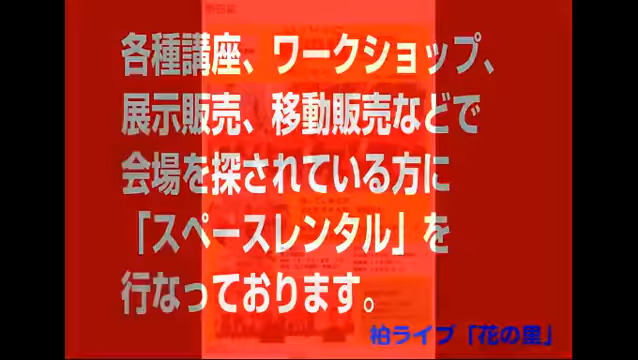 各種講座、ワークショップ、
展示販売、移動販売などで
会場を探されている方に
「スペースレンタル」を
行なっております。
柏ライブ「花の里」